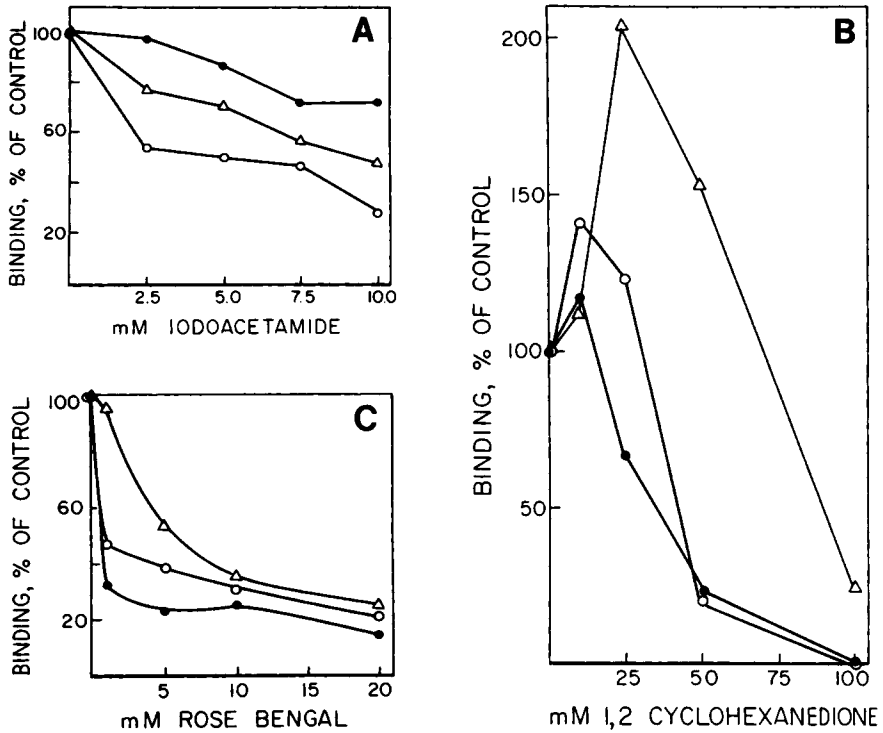 A
BINDING, % OF CONTROL
100
60
20
2.5 5.0 7.5 10.0
mM IODOACETAMIDE
B
BINDING, % OF CONTROL
200
150
100
50
25 50 75 100
mM 1,2 CYCLOHEXANEDIONE
C
BINDING, % OF CONTROL
100
60
20
5 10 15 20
mM ROSE BENGAL